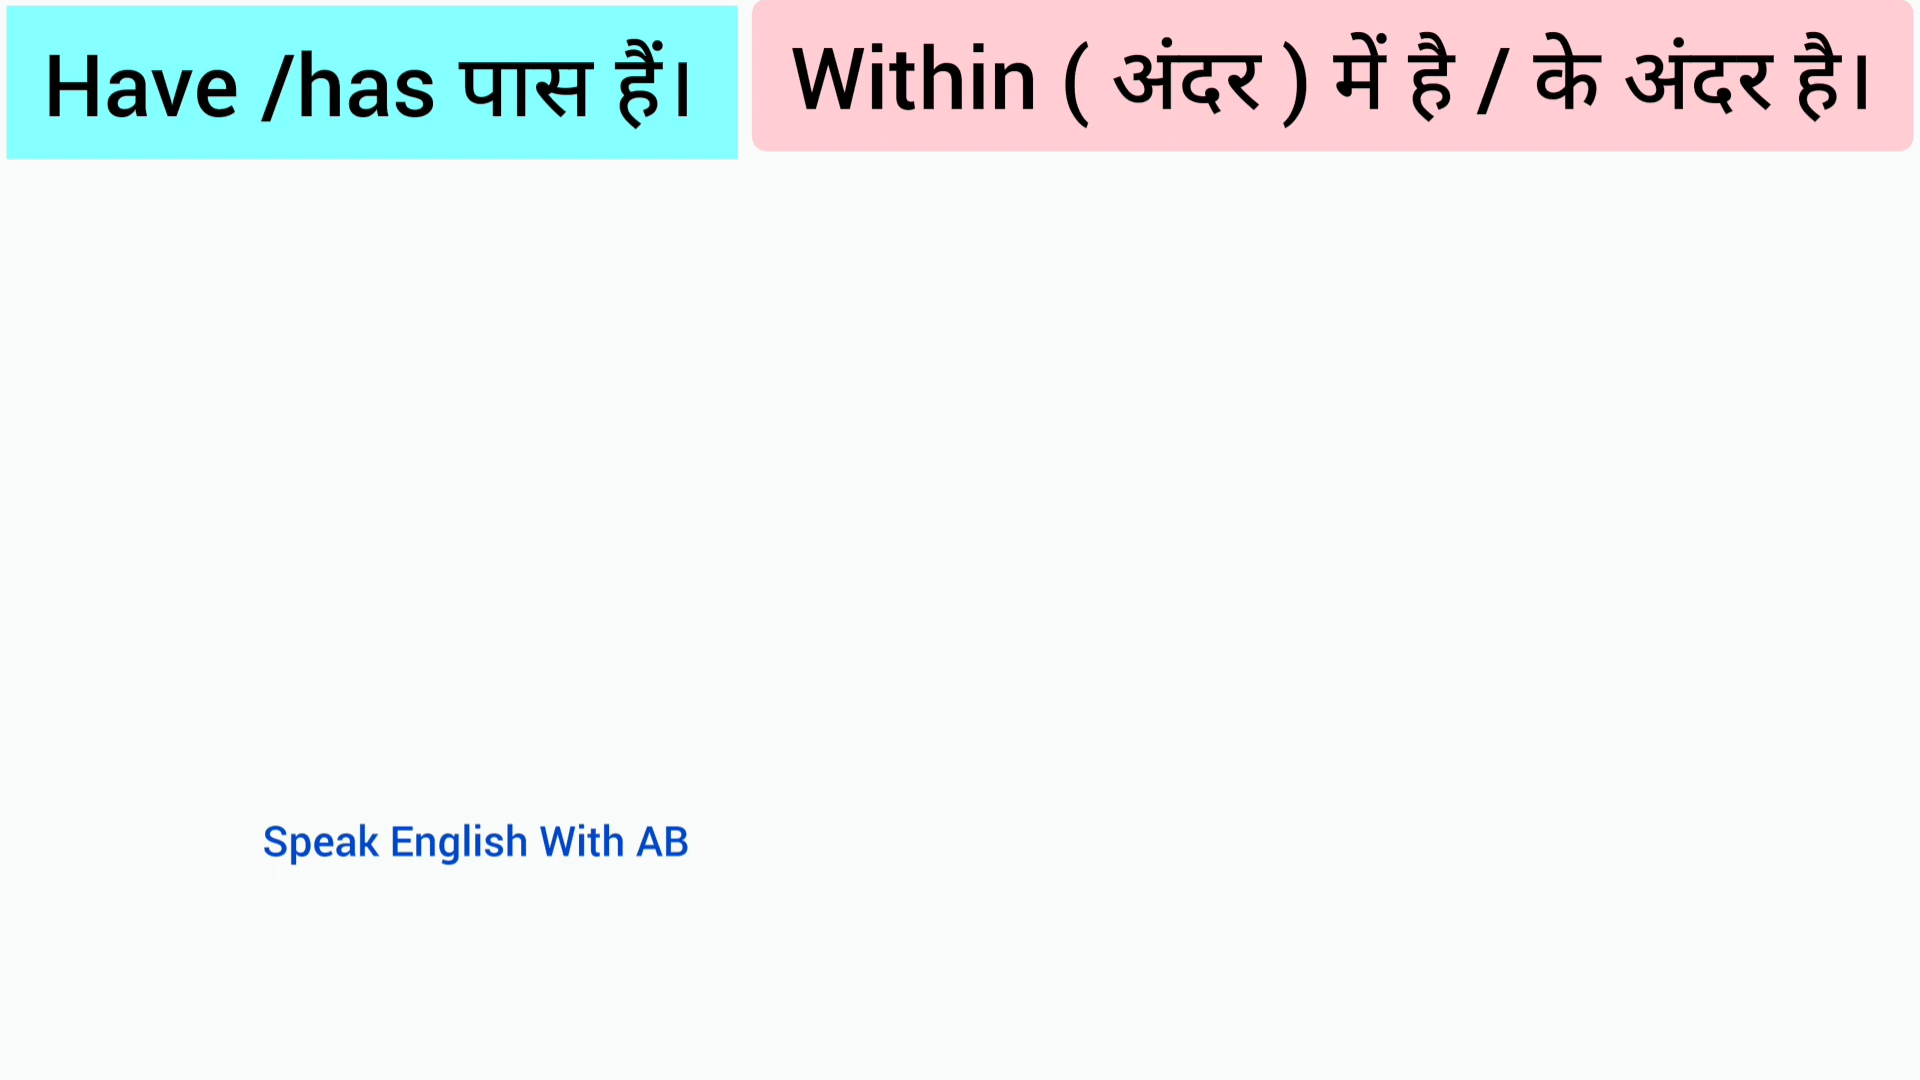 Have /has पास हैं।
Within ( अंदर ) में है / के अंदर है।
Speak English With AB